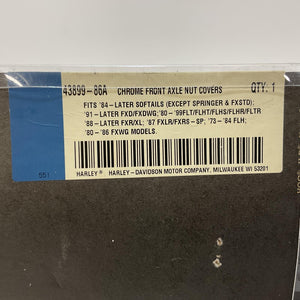 43899-86A CHROME FRONT AXLE NUT COVERS QTY: 1
FITS '84-LATER SOFTAILS (EXCEPT SPRINGER & FXSTD);
'91-LATER FXD/FXDWG; '80-'99FLT/FLHT/FLHS/FLHR/FLTR
'88-LATER FXR/XL; '87 FXLR/FXRS-SP; '73-'84 FLH;
'80-'86 FXWG MODELS.
551 HARLEY® HARLEY-DAVIDSON MOTOR COMPANY, MILWAUKEE WI 53201